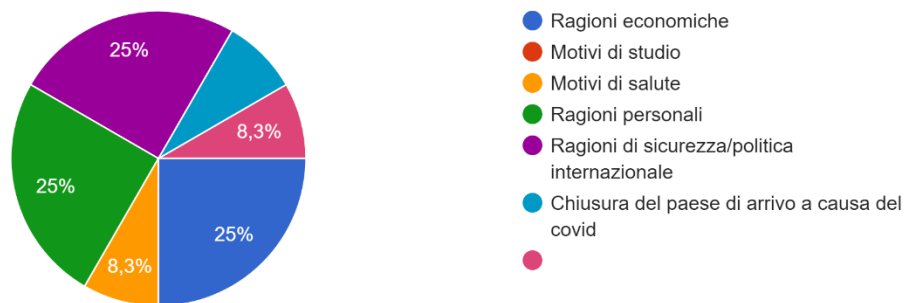 25%
8,3%
25%
8,3%
25%
Ragioni economiche
Motivi di studio
Motivi di salute
Ragioni personali
Ragioni di sicurezza/politica
internazionale
Chiusura del paese di arrivo a causa del
covid